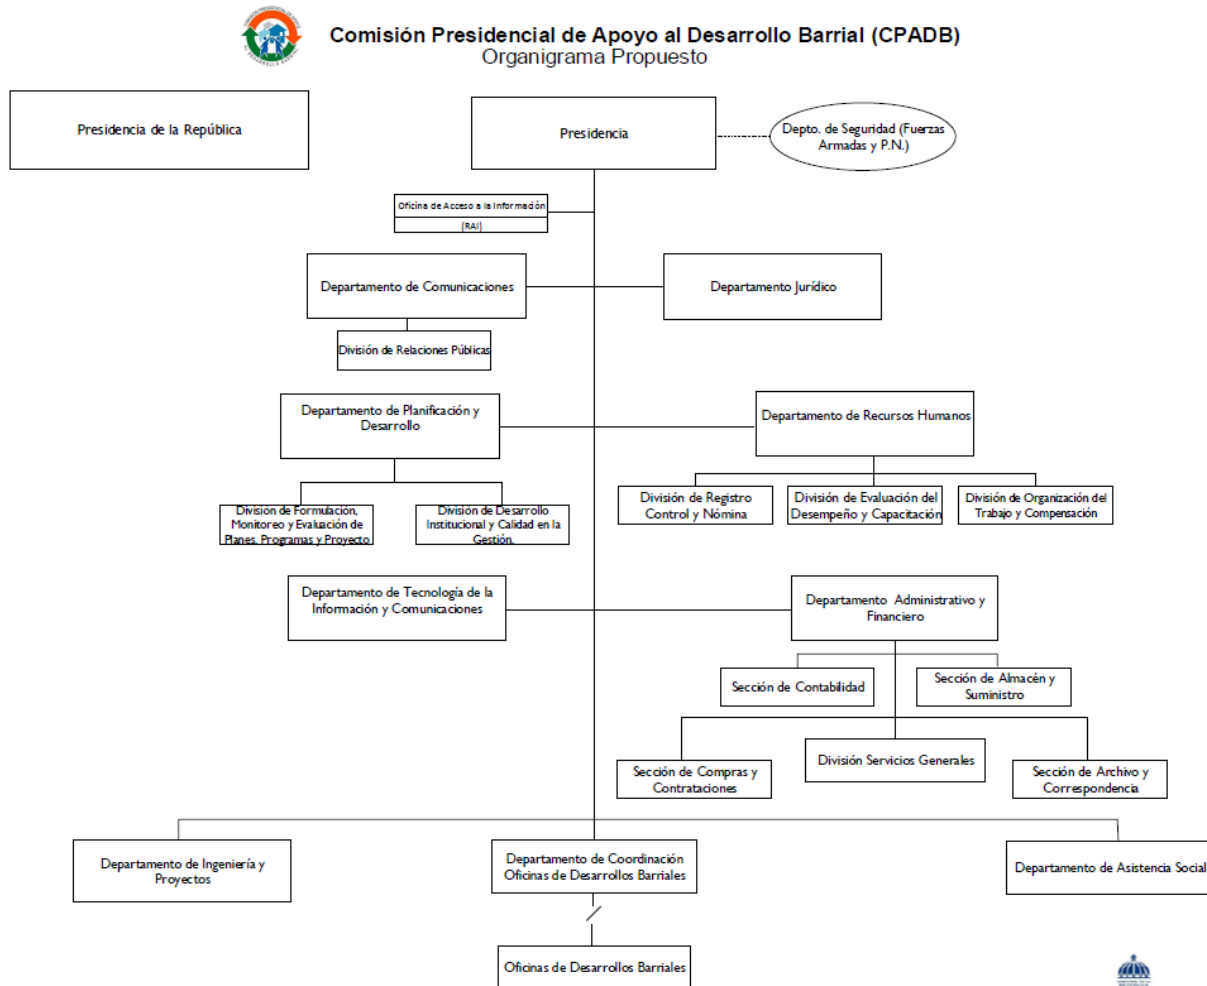 Comisión Presidencial de Apoyo al Desarrollo Barrial (CPADB)
Organigrama Propuesto
Presidencia de la República
Presidencia
Depto. de Seguridad (Fuerzas
Armadas y P.N.)
Oficina de Acceso a la Información
(RAI)
Departamento de Comunicaciones
Departamento Jurídico
División de Relaciones Públicas
Departamento de Planificación y
Desarrollo
Departamento de Recursos Humanos
División de Formulación,
Monitoreo y Evaluación de
Planes, Programas y Proyecto
División de Desarrollo
Institucional y Calidad en la
Gestión.
División de Registro
Control y Nómina
División de Evaluación del
Desempeño y Capacitación
División de Organización del
Trabajo y Compensación
Departamento de Tecnología de la
Información y Comunicaciones
Departamento Administrativo y
Financiero
Sección de Contabilidad
Sección de Almacén y
Suministro
Sección de Compras y
Contrataciones
División Servicios Generales
Sección de Archivo y
Correspondencia
Departamento de Ingeniería y
Proyectos
Departamento de Coordinación
Oficinas de Desarrollos Barriales
Departamento de Asistencia Social
Oficinas de Desarrollos Barriales